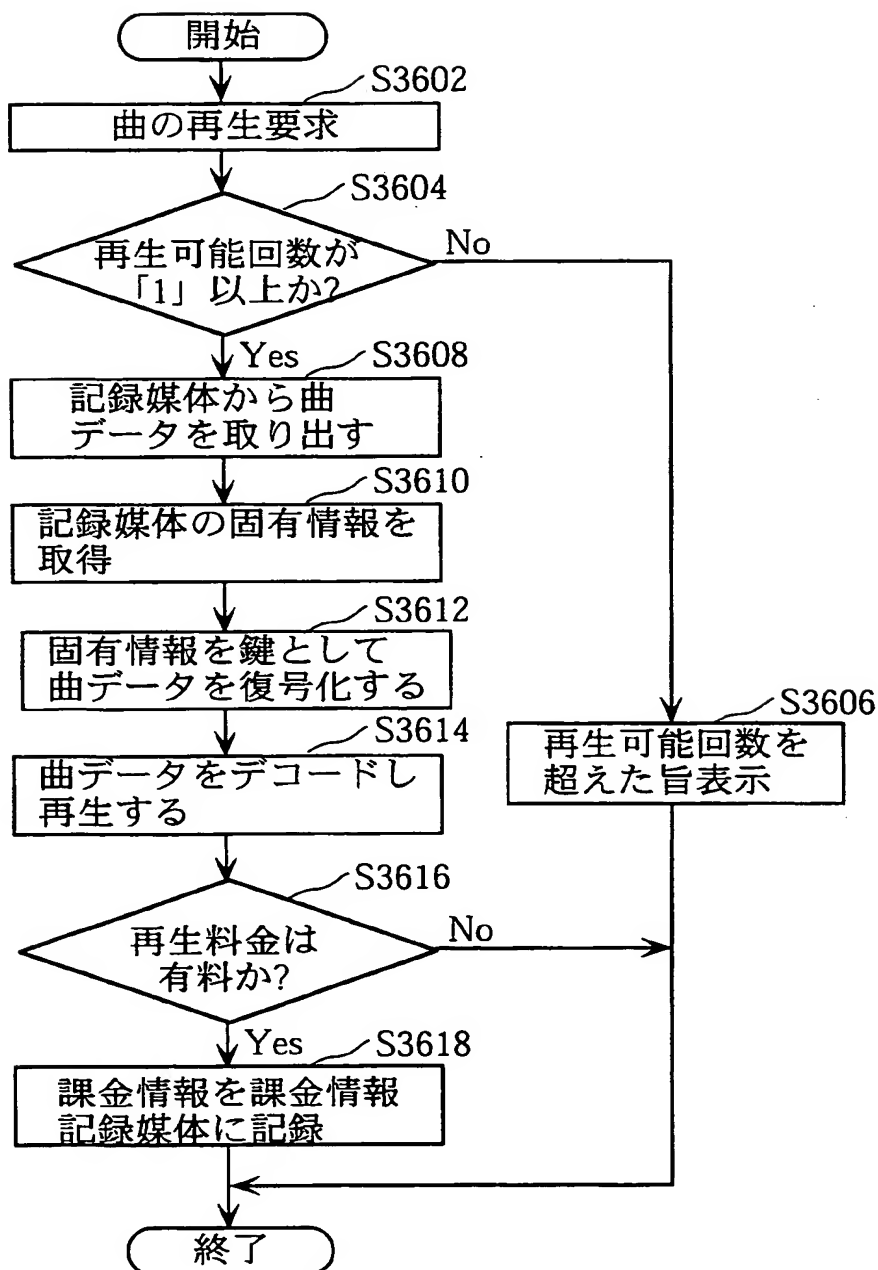 開始
S3602
曲の再生要求
S3604
再生可能回数が
「1」以上か?
No
Yes
S3608
記録媒体から曲
データを取り出す
S3610
記録媒体の固有情報を
取得
S3612
固有情報を鍵として
曲データを復号化する
S3614
曲データをデコードし
再生する
S3606
再生可能回数を
超えた旨表示
S3616
再生料金は
有料か?
No
Yes
S3618
課金情報を課金情報
記録媒体に記録
終了